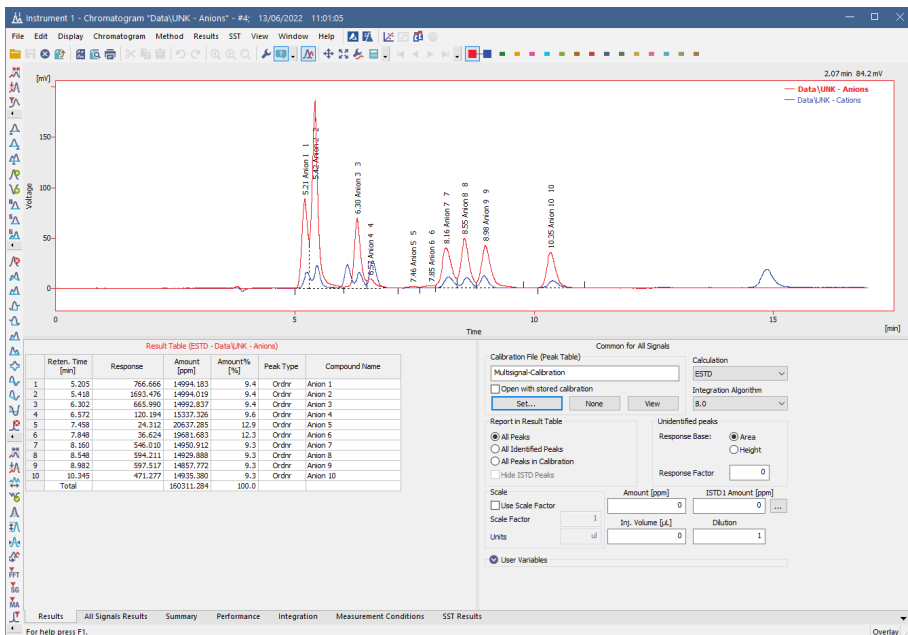 Instrument 1 - Chromatogram "Data\UNK - Anions" - #4; 13/06/2022 11:01:05
File Edit Display Chromatogram Method Results SST View Window Help
[mV]
2.07 min 84.2 mV
Data\UNK - Anions
Data\UNK - Cations
Voltage
150
100
50
0
5.21 Anion 1 1
5.42 Anion 2 2
6.30 Anion 3 3
6.57 Anion 4 4
7.46 Anion 5 5
7.85 Anion 6 6
8.16 Anion 7 7
8.55 Anion 8 8
8.98 Anion 9 9
10.35 Anion 10 10
0 5 10 15
Time
[min]
Result Table (ESTD - Data\UNK - Anions)
Reten. Time [min] Response Amount [ppm] Amount% [%] Peak Type Compound Name
1 5.205 766.666 14994.183 9.4 Ordnr Anion 1
2 5.418 1693.476 14994.019 9.4 Ordnr Anion 2
3 6.302 665.990 14992.837 9.4 Ordnr Anion 3
4 6.572 120.194 15337.326 9.6 Ordnr Anion 4
5 7.458 24.312 20637.285 12.9 Ordnr Anion 5
6 7.848 36.624 19681.683 12.3 Ordnr Anion 6
7 8.160 546.010 14950.912 9.3 Ordnr Anion 7
8 8.548 594.211 14929.888 9.3 Ordnr Anion 8
9 8.982 597.517 14857.772 9.3 Ordnr Anion 9
10 10.345 471.277 14935.380 9.3 Ordnr Anion 10
Total 160311.284 100.0
Common for All Signals
Calibration File (Peak Table)
Multisignal-Calibration
Open with stored calibration
Set... None View
Calculation
ESTD
Integration Algorithm
8.0
Report in Result Table
All Peaks
All Identified Peaks
All Peaks in Calibration
Hide ISTD Peaks
Unidentified peaks
Response Base: Area
Height
Response Factor 0
Scale
Use Scale Factor
Scale Factor 1
Units ul
Amount [ppm]
0
ISTD1 Amount [ppm]
0 ...
Inj. Volume [µL]
0
Dilution
1
User Variables
Results All Signals Results Summary Performance Integration Measurement Conditions SST Results
For help press F1.
Overlay